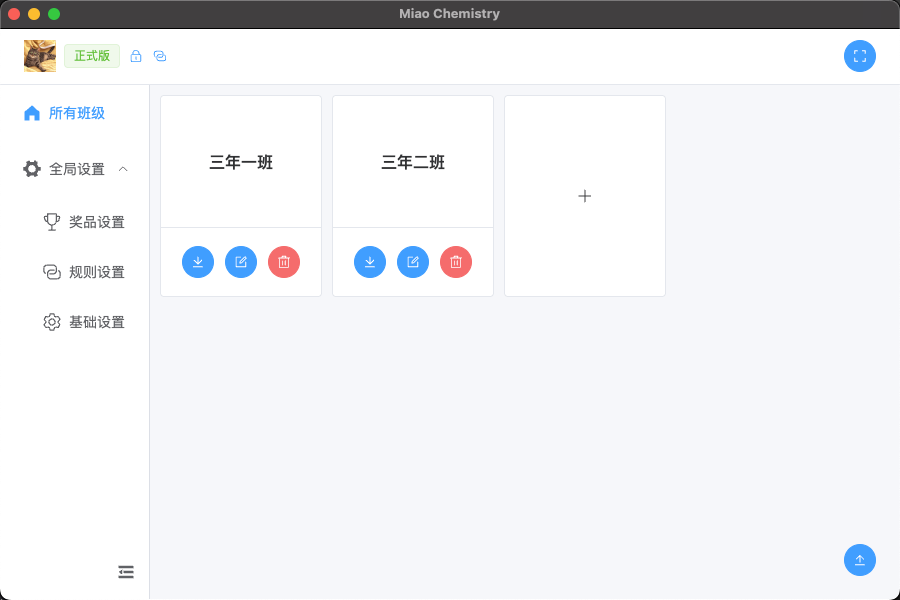 Miao Chemistry
正式版
所有班级
全局设置
奖品设置
规则设置
基础设置
三年一班
三年二班